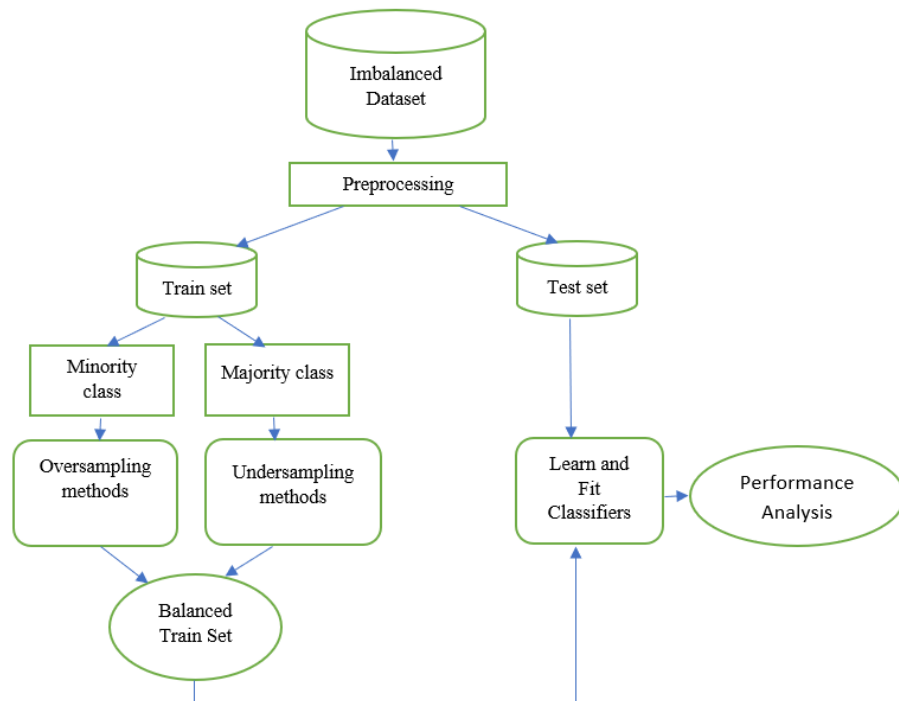 Imbalanced
Dataset
Preprocessing
Train set
Test set
Minority
class
Majority class
Oversampling
methods
Undersampling
methods
Learn and
Fit
Classifiers
Performance
Analysis
Balanced
Train Set